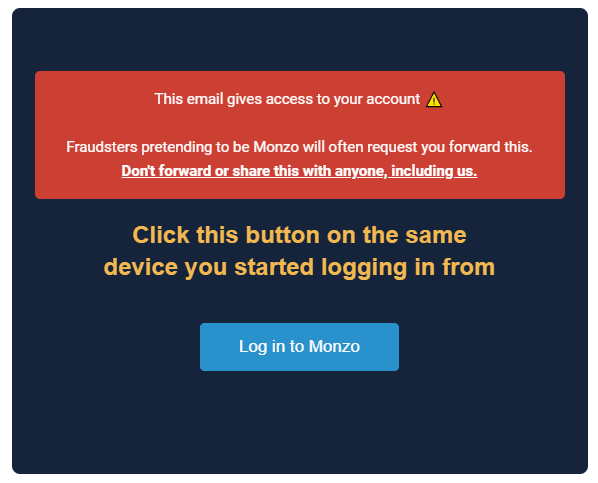 This email gives access to your account ⚠️
Fraudsters pretending to be Monzo will often request you forward this.
Don't forward or share this with anyone, including us.
Click this button on the same
device you started logging in from
Log in to Monzo